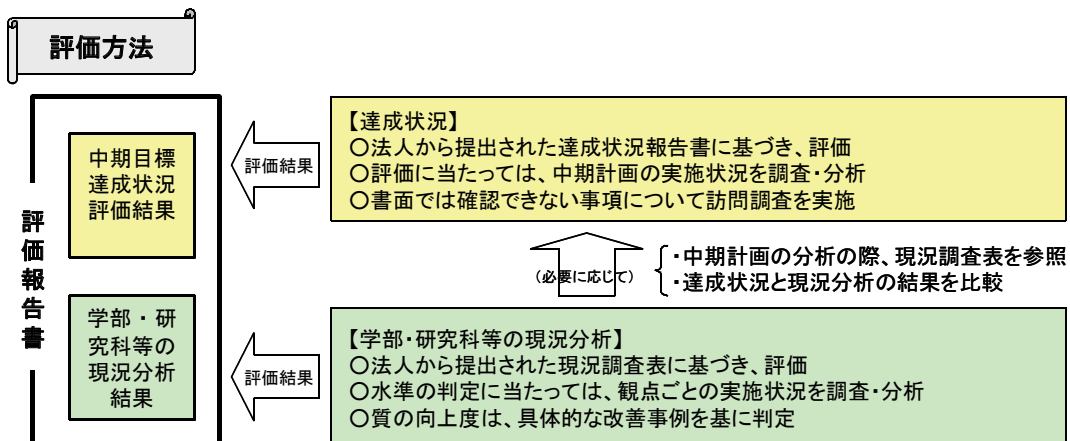 評価方法
評価報告書
中期目標
達成状況
評価結果
評価結果
【達成状況】
○法人から提出された達成状況報告書に基づき、評価
○評価に当たっては、中期計画の実施状況を調査・分析
○書面では確認できない事項について訪問調査を実施
(必要に応じて)
・中期計画の分析の際、現況調査表を参照
・達成状況と現況分析の結果を比較
学部・研
究科等の
現況分析
結果
評価結果
【学部・研究科等の現況分析】
○法人から提出された現況調査表に基づき、評価
○水準の判定に当たっては、観点ごとの実施状況を調査・分析
○質の向上度は、具体的な改善事例を基に判定